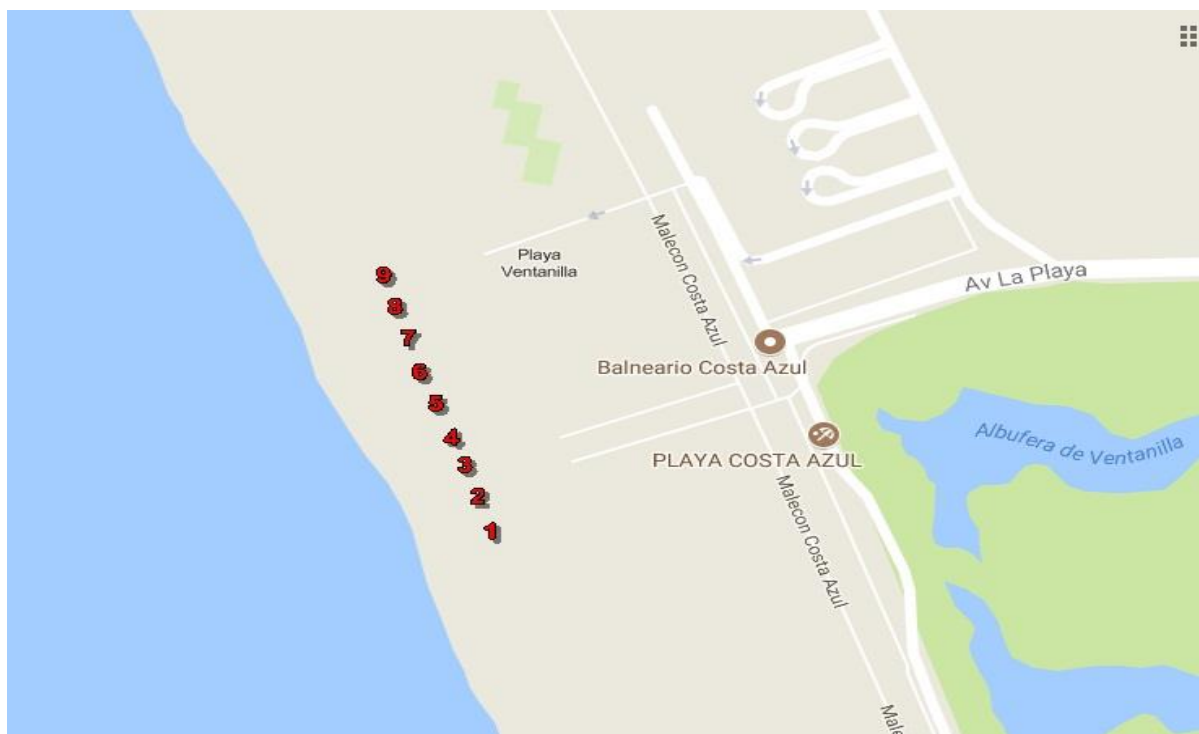 Malecon Costa Azul
Playa
Ventanilla
9
8
7
6
5
4
3
2
1
Av La Playa
Balneario Costa Azul
Albufera de Ventanilla
PLAYA COSTA AZUL
Malecon Costa Azul
Male